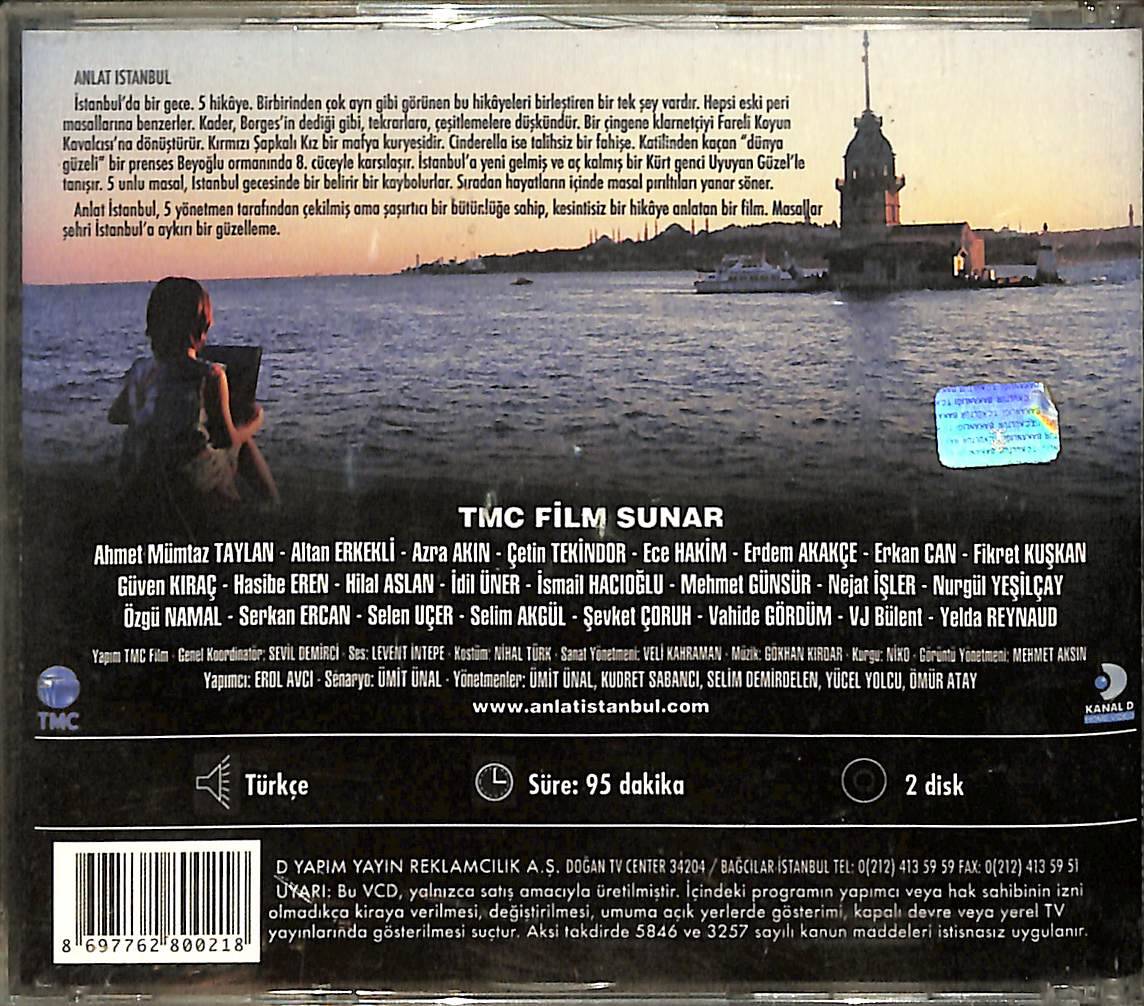 ANLAT ISTANBUL
İstanbul'da bir gece. 5 hikâye. Birbirinden çok ayrı gibi görünen bu hikâyeleri birleştiren bir tek şey vardır. Hepsi eski peri
masallarına benzerler. Kader, Borges'in dediği gibi, tekrarlara, çeşitlemelere düşkündür. Bir çingene klarnetçiyi Fareli Köyün
Kavalcısı'na dönüştürür. Kırmızı Şapkalı Kız bir mafya kuryesidir. Cinderella ise talihsiz bir fahişe. Katilinden kaçan "dünya
güzeli" bir prenses Beyoğlu ormanında 8. cüceyle karsılaşır. İstanbul'a yeni gelmiş ve aç kalmış bir Kürt genci Uyuyan Güzel'le
tanışır. 5 unlu masal, Istanbul gecesinde bir belirir bir kaybolurlar. Sıradan hayatların içinde masal pırıltıları yanar söner.
Anlat İstanbul, 5 yönetmen tarafından çekilmiş ama şaşırtıcı bir bütünlüğe sahip, kesintisiz bir hikâye anlatan bir film. Masallar
şehri İstanbul'a aykırı bir güzelleme.
TMC FİLM SUNAR
Ahmet Mümtaz TAYLAN - Altan ERKEKLİ - Azra AKIN - Çetin TEKİNDOR - Ece HAKİM - Erdem AKAKÇE - Erkan CAN - Fikret KUŞKAN
Güven KIRAÇ - Hasibe EREN - Hilal ASLAN - İdil ÜNER - İsmail HACIOĞLU - Mehmet GÜNSÜR - Nejat İŞLER - Nurgül YEŞİLÇAY
Özgü NAMAL - Serkan ERCAN - Selen UÇER - Selim AKGÜL - Şevket ÇORUH - Vahide GÖRDÜM - VJ Bülent - Yelda REYNAUD
Yapım TMC Film · Genel Koordinatör: SEVİL DEMİRCİ · Ses: LEVENT İNTEPE · Kostüm: NİHAL TÜRK · Sanat Yönetmeni: VELİ KAHRAMAN · Müzik: GÖKHAN KIRDAR · Kurgu: NİKO · Görüntü Yönetmeni: MEHMET AKSIN
Yapımcı: EROL AVCI · Senaryo: ÜMİT ÜNAL · Yönetmenler: ÜMİT ÜNAL, KUDRET SABANCI, SELİM DEMİRDELEN, YÜCEL YOLCU, ÖMÜR ATAY
www.anlatistanbul.com
TMC
KANAL D
HOME VIDEO
Türkçe
Süre: 95 dakika
2 disk
D YAPIM YAYIN REKLAMCILIK A.Ş. DOĞAN TV CENTER 34204 / BAĞCILAR-İSTANBUL TEL: 0(212) 413 59 59 FAX: 0(212) 413 59 51
UYARI: Bu VCD, yalnızca satış amacıyla üretilmiştir. İçindeki programın yapımcı veya hak sahibinin izni
olmadıkça kiraya verilmesi, değiştirilmesi, umuma açık yerlerde gösterimi, kapalı devre veya yerel TV
yayınlarında gösterilmesi suçtur. Aksi takdirde 5846 ve 3257 sayılı kanun maddeleri istisnasız uygulanır.
8 697762 800218